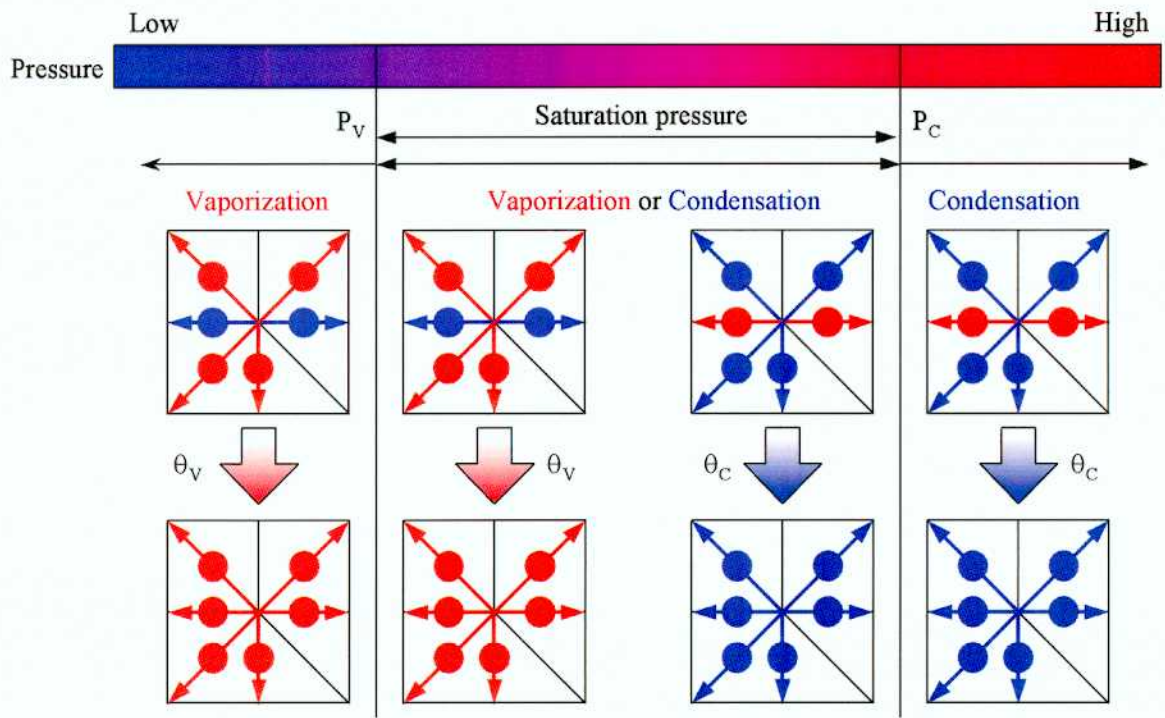 Low High
Pressure
P_V Saturation pressure P_C
Vaporization Vaporization or Condensation Condensation
θ_V θ_V θ_C θ_C